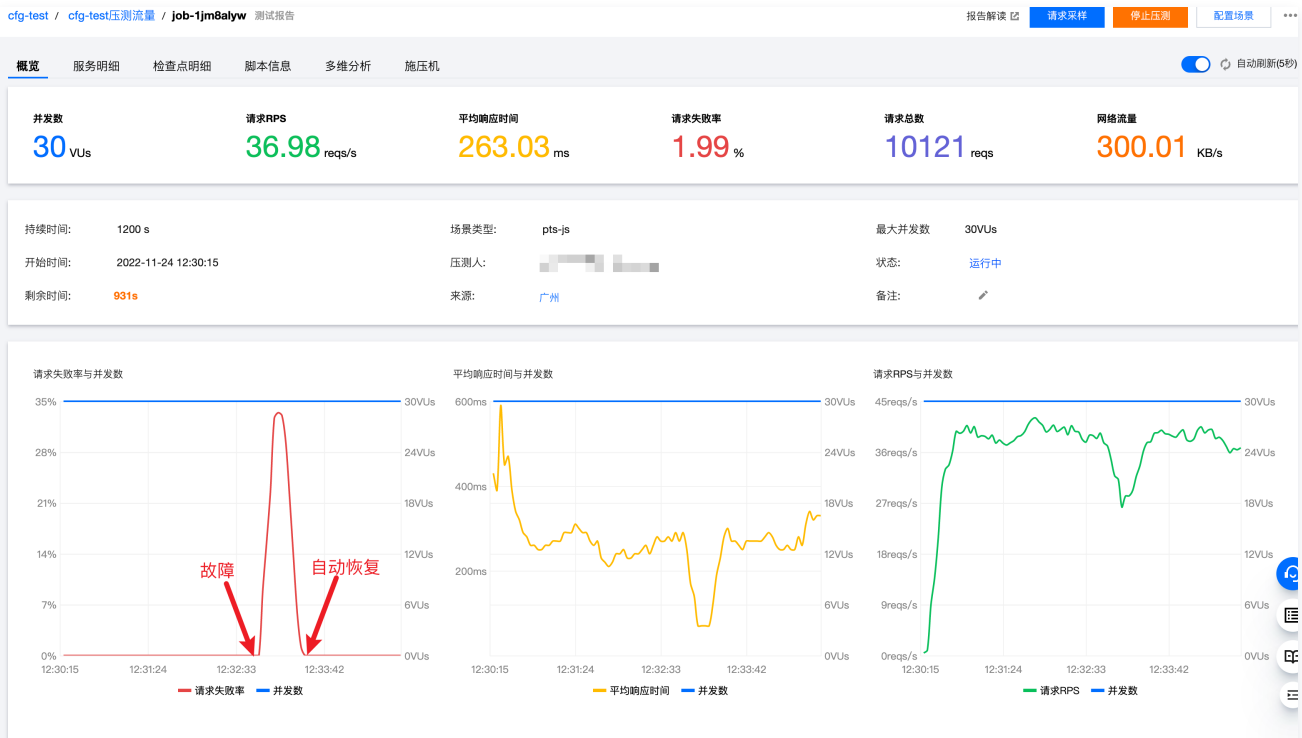 cfg-test / cfg-test压测流量 / job-1jm8alyw 测试报告 报告解读 请求采样 停止压测 配置场景
概览 服务明细 检查点明细 脚本信息 多维分析 施压机 自动刷新(5秒)
并发数 请求RPS 平均响应时间 请求失败率 请求总数 网络流量
30 VUs 36.98 reqs/s 263.03 ms 1.99 % 10121 reqs 300.01 KB/s
持续时间: 1200 s 场景类型: pts-js 最大并发数 30VUs
开始时间: 2022-11-24 12:30:15 压测人: 状态: 运行中
剩余时间: 931s 来源: 广州 备注:
请求失败率与并发数
35% 30VUs
28% 24VUs
21% 18VUs
14% 12VUs
7% 6VUs
0% 0VUs
故障 自动恢复
12:30:15 12:31:24 12:32:33 12:33:42
请求失败率 并发数
平均响应时间与并发数
600ms 30VUs
24VUs
400ms
18VUs
12VUs
200ms
6VUs
0VUs
12:30:15 12:31:24 12:32:33 12:33:42
平均响应时间 并发数
请求RPS与并发数
45reqs/s 30VUs
36reqs/s 24VUs
27reqs/s 18VUs
18reqs/s 12VUs
9reqs/s 6VUs
0reqs/s 0VUs
12:30:15 12:31:24 12:32:33 12:33:42
请求RPS 并发数